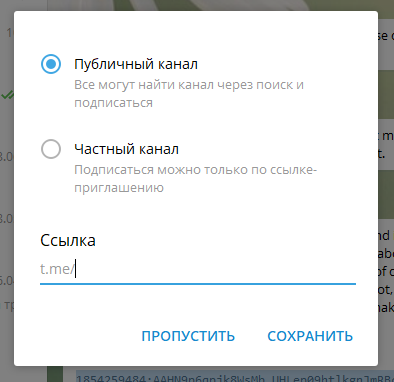 Публичный канал
Все могут найти канал через поиск и
подписаться
Частный канал
Подписаться можно только по ссылке-
приглашению
Ссылка
t.me/
ПРОПУСТИТЬ
СОХРАНИТЬ